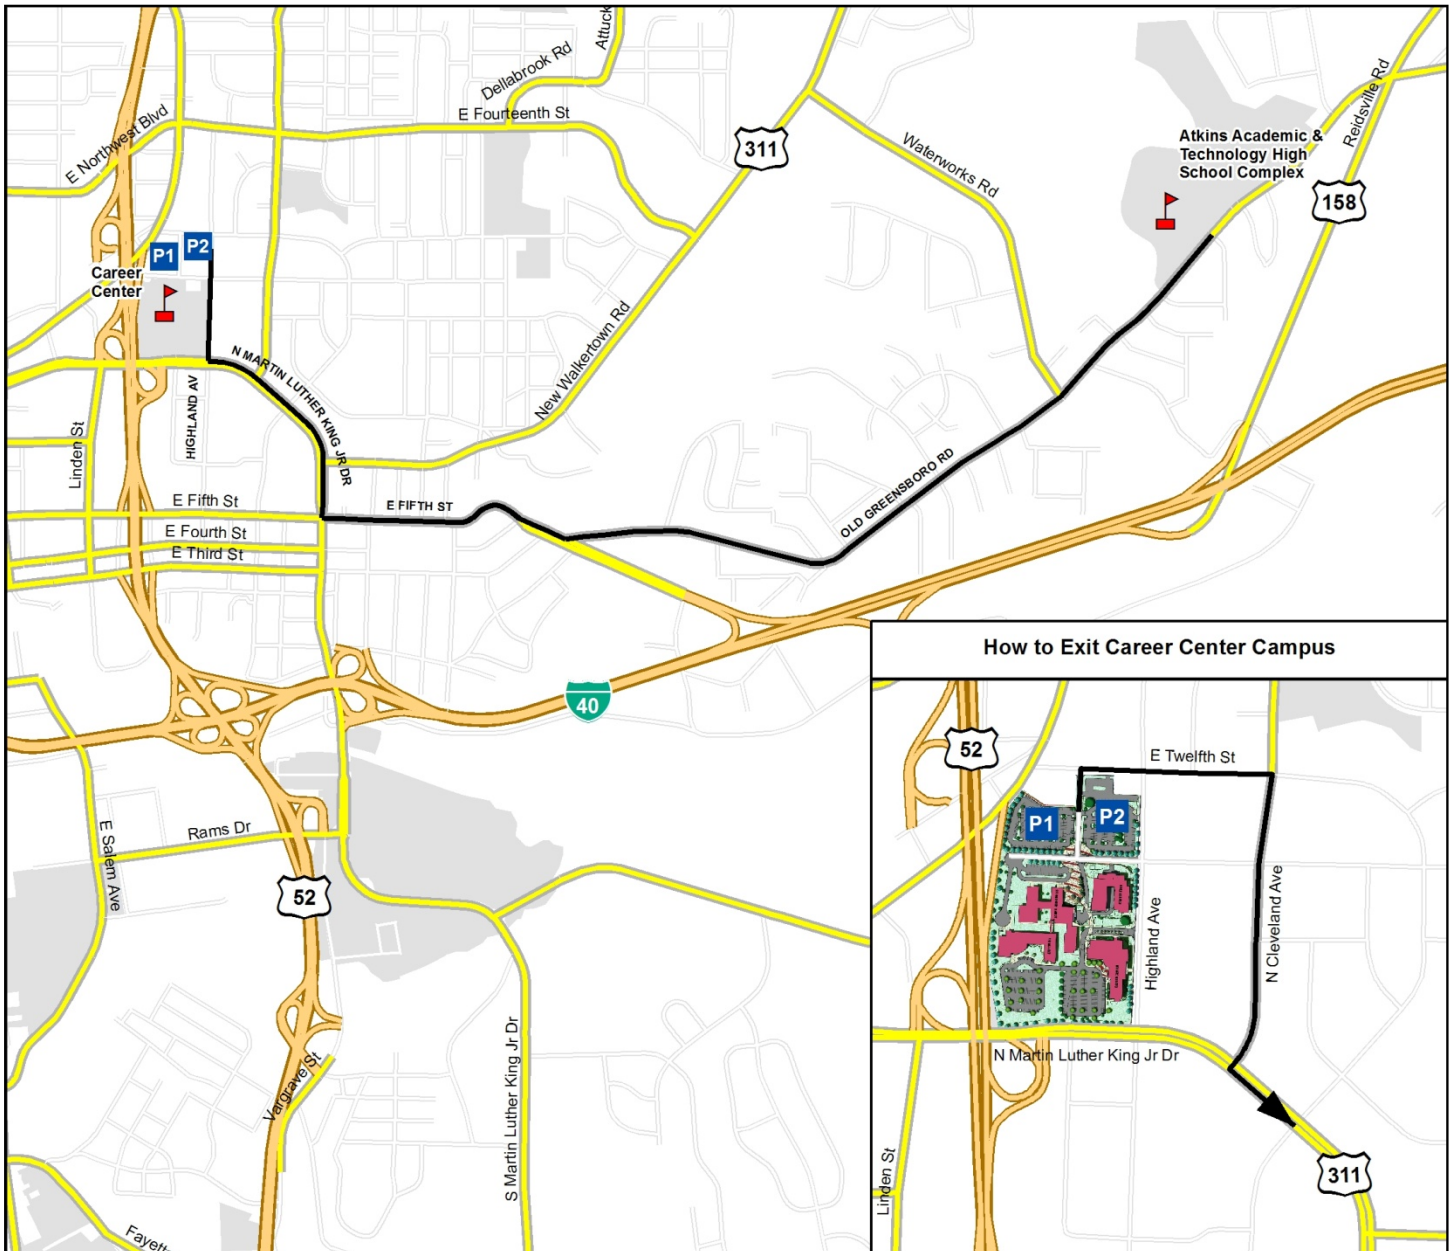 Attuck
Dellabrook Rd
E Fourteenth St
E Northwest Blvd
311
Waterworks Rd
Reidsville Rd
Atkins Academic &
Technology High
School Complex
158
P1
P2
Career
Center
N MARTIN LUTHER KING JR DR
New Walkertown Rd
HIGHLAND AV
Linden St
E Fifth St
E FIFTH ST
OLD GREENSBORO RD
E Fourth St
E Third St
40
E Salem Ave
Rams Dr
52
Vargrave St
S Martin Luther King Jr Dr
Fayett
How to Exit Career Center Campus
52
E Twelfth St
P1
P2
Highland Ave
N Cleveland Ave
N Martin Luther King Jr Dr
Linden St
311